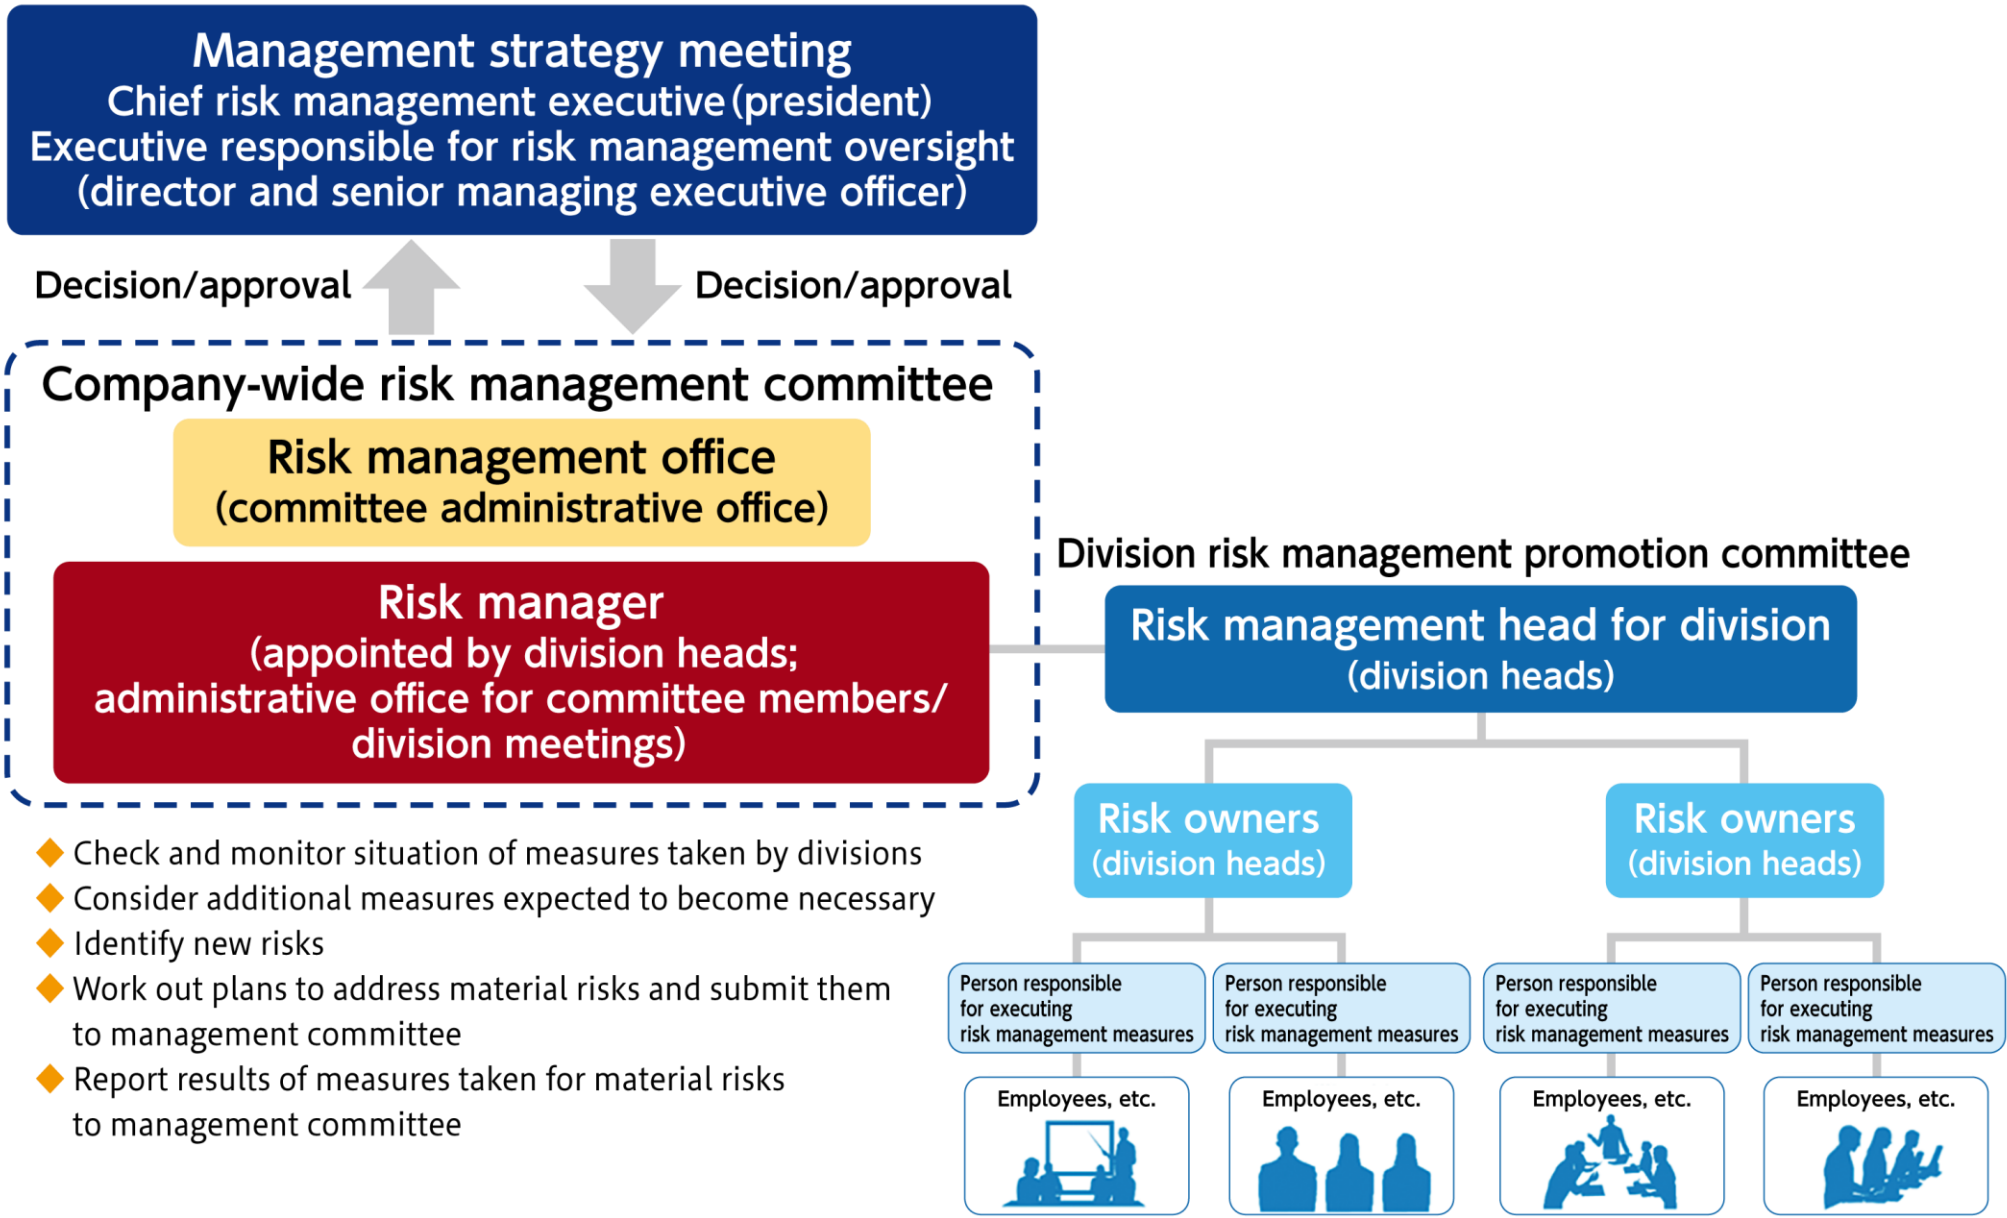 Management strategy meeting
Chief risk management executive (president)
Executive responsible for risk management oversight
(director and senior managing executive officer)
Decision/approval
Decision/approval
Company-wide risk management committee
Risk management office
(committee administrative office)
Risk manager
(appointed by division heads;
administrative office for committee members/
division meetings)
Check and monitor situation of measures taken by divisions
Consider additional measures expected to become necessary
Identify new risks
Work out plans to address material risks and submit them
to management committee
Report results of measures taken for material risks
to management committee
Division risk management promotion committee
Risk management head for division
(division heads)
Risk owners
(division heads)
Risk owners
(division heads)
Person responsible
for executing
risk management measures
Person responsible
for executing
risk management measures
Person responsible
for executing
risk management measures
Person responsible
for executing
risk management measures
Employees, etc.
Employees, etc.
Employees, etc.
Employees, etc.